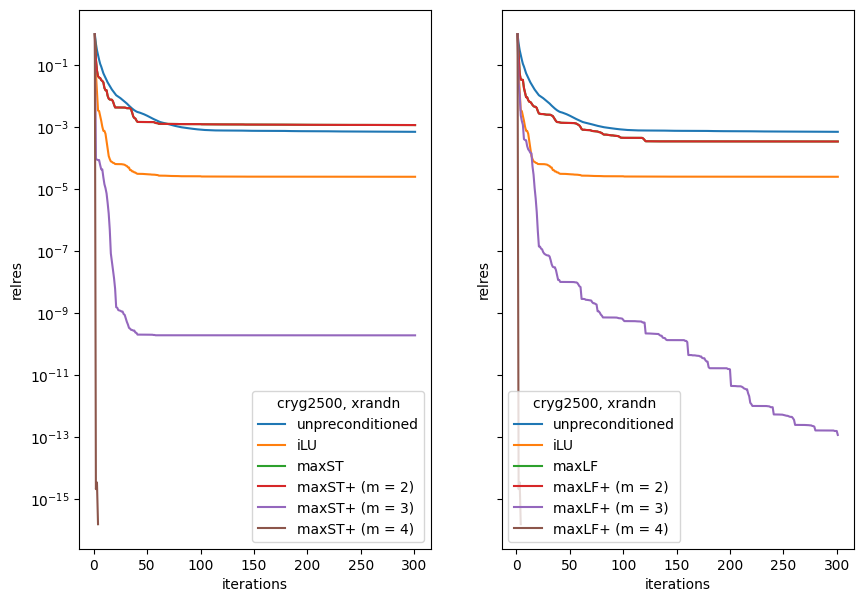 relres
10⁻¹
10⁻³
10⁻⁵
10⁻⁷
10⁻⁹
10⁻¹¹
10⁻¹³
10⁻¹⁵
cryg2500, xrandn
unpreconditioned
iLU
maxST
maxST+ (m = 2)
maxST+ (m = 3)
maxST+ (m = 4)
0 50 100 150 200 250 300
iterations
relres
cryg2500, xrandn
unpreconditioned
iLU
maxLF
maxLF+ (m = 2)
maxLF+ (m = 3)
maxLF+ (m = 4)
0 50 100 150 200 250 300
iterations